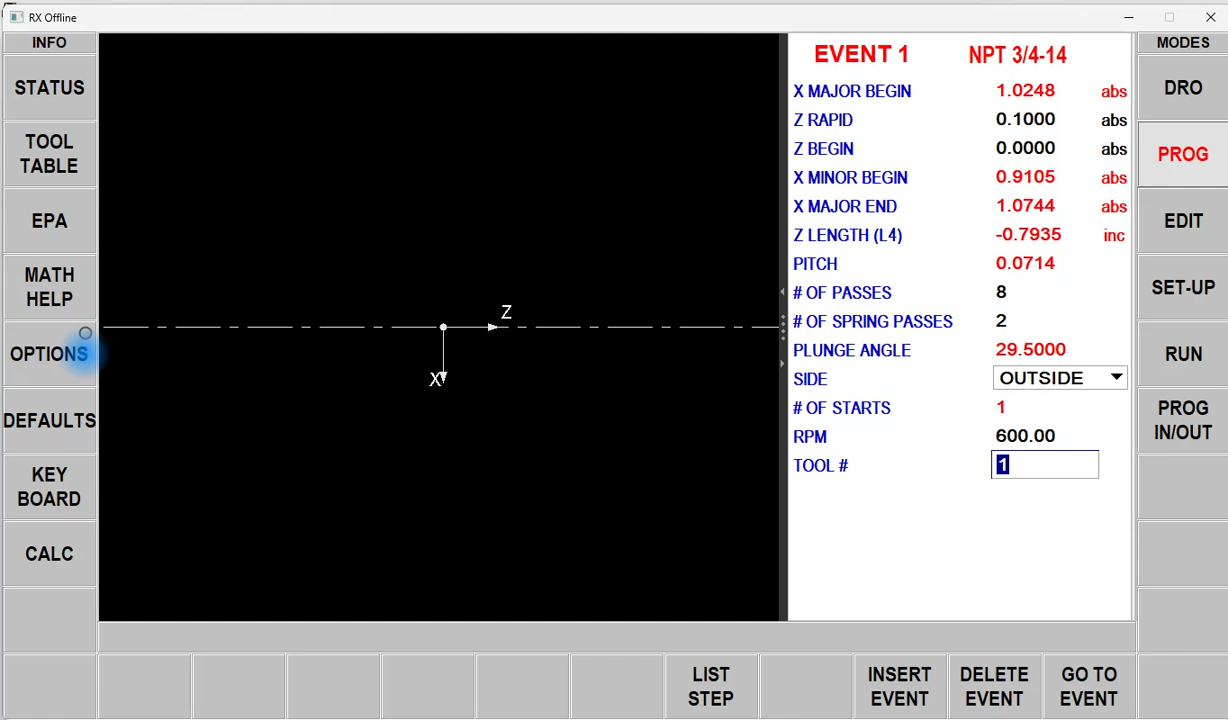 RX Offline
INFO
STATUS
TOOL
TABLE
EPA
MATH
HELP
OPTIONS
DEFAULTS
KEY
BOARD
CALC
Z
X
EVENT 1 NPT 3/4-14
X MAJOR BEGIN 1.0248 abs
Z RAPID 0.1000 abs
Z BEGIN 0.0000 abs
X MINOR BEGIN 0.9105 abs
X MAJOR END 1.0744 abs
Z LENGTH (L4) -0.7935 inc
PITCH 0.0714
# OF PASSES 8
# OF SPRING PASSES 2
PLUNGE ANGLE 29.5000
SIDE OUTSIDE
# OF STARTS 1
RPM 600.00
TOOL # 1
MODES
DRO
PROG
EDIT
SET-UP
RUN
PROG
IN/OUT
LIST
STEP
INSERT
EVENT
DELETE
EVENT
GO TO
EVENT